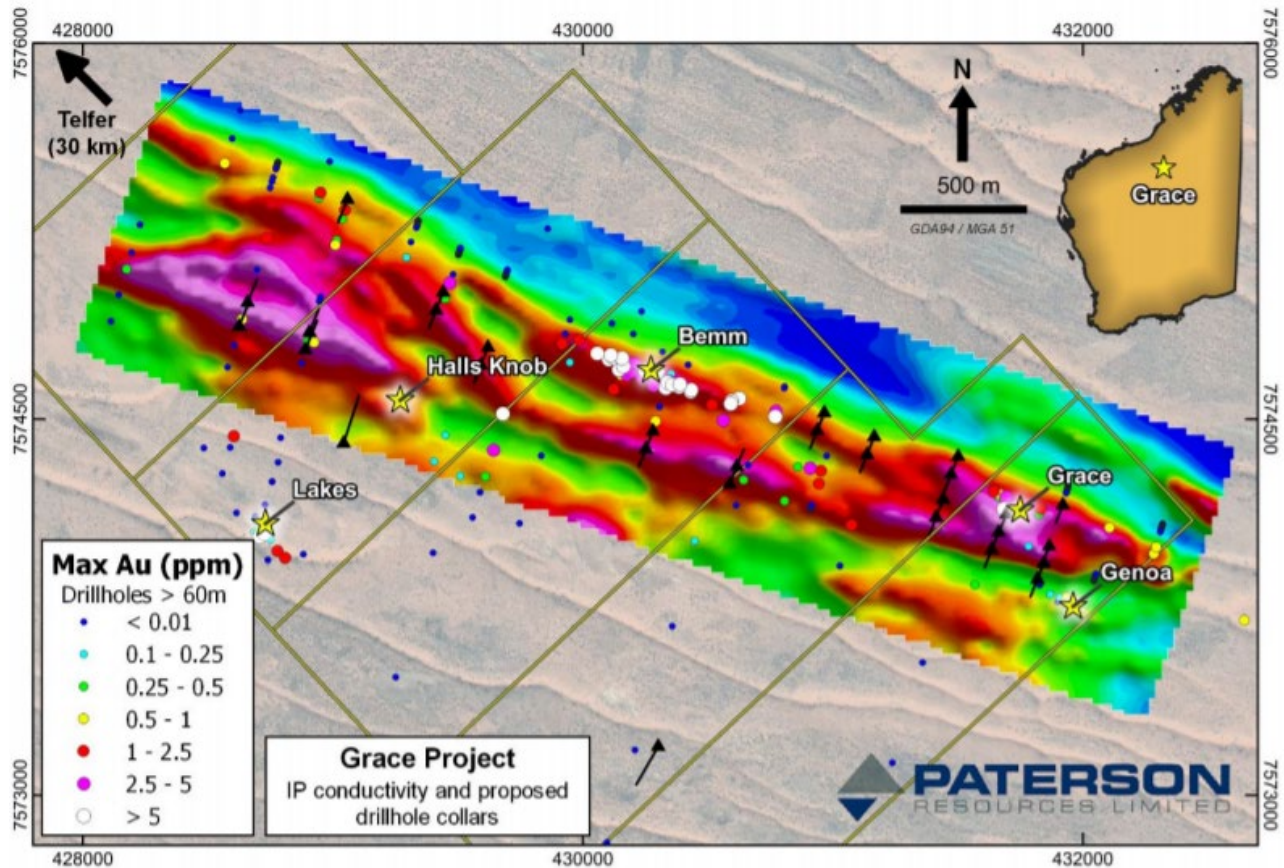 428000
430000
432000
7576000
7576000
Telfer
(30 km)
N
500 m
GDA94 / MGA 51
Grace
Bemm
Halls Knob
7574500
7574500
Grace
Lakes
Genoa
Max Au (ppm)
Drillholes > 60m
< 0.01
0.1 - 0.25
0.25 - 0.5
0.5 - 1
1 - 2.5
2.5 - 5
> 5
Grace Project
IP conductivity and proposed
drillhole collars
PATERSON
RESOURCES LIMITED
7573000
7573000
428000
430000
432000